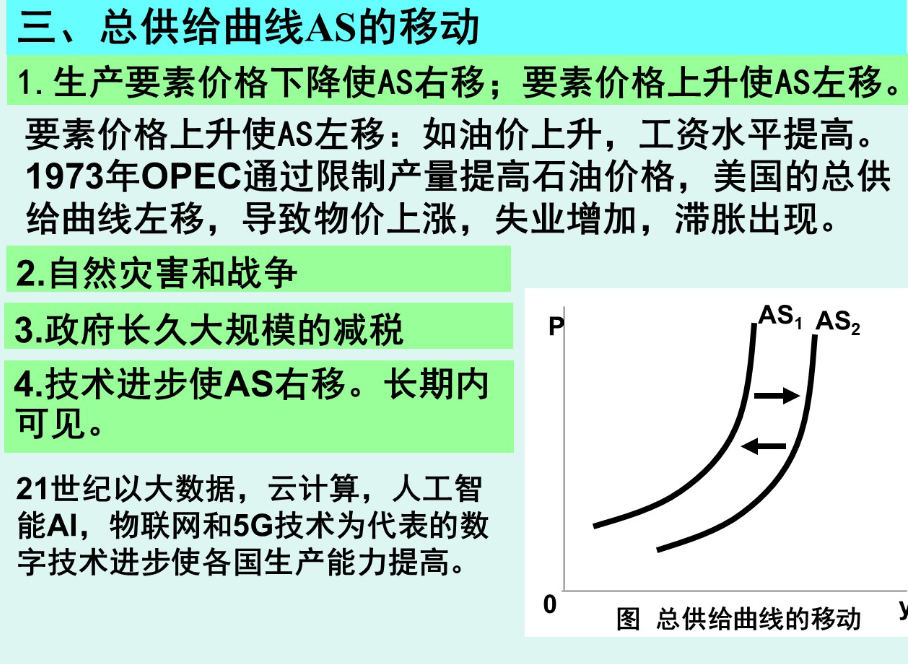 三、总供给曲线AS的移动
1.生产要素价格下降使AS右移；要素价格上升使AS左移。
要素价格上升使AS左移：如油价上升，工资水平提高。
1973年OPEC通过限制产量提高石油价格，美国的总供
给曲线左移，导致物价上涨，失业增加，滞胀出现。
2.自然灾害和战争
3.政府长久大规模的减税
4.技术进步使AS右移。长期内
可见。
21世纪以大数据，云计算，人工智
能AI，物联网和5G技术为代表的数
字技术进步使各国生产能力提高。
P
AS₁ AS₂
0
y
图 总供给曲线的移动